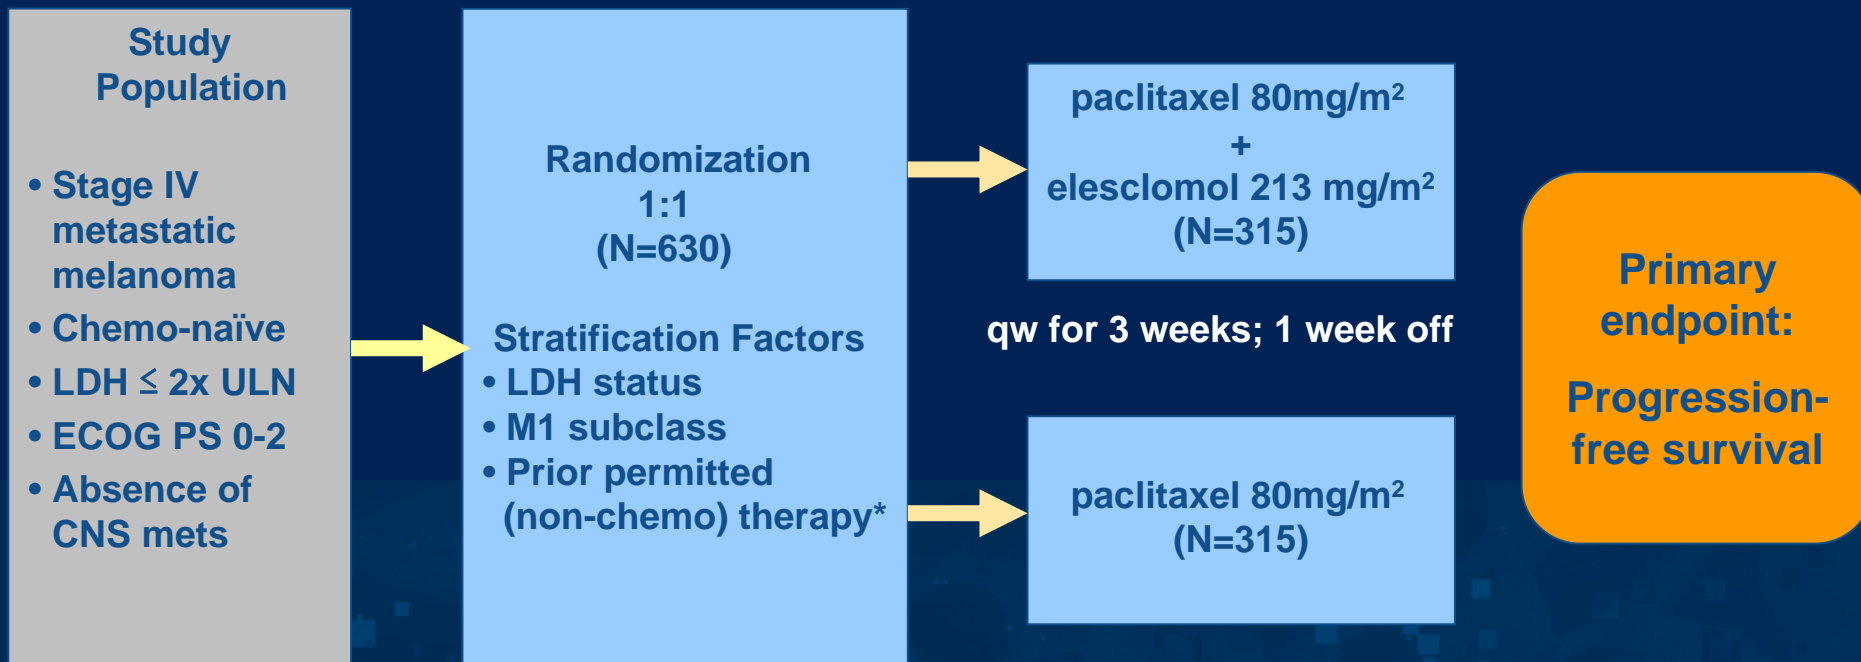 Study
Population
• Stage IV
metastatic
melanoma
• Chemo-naïve
• LDH ≤ 2x ULN
• ECOG PS 0-2
• Absence of
CNS mets
Randomization
1:1
(N=630)
Stratification Factors
• LDH status
• M1 subclass
• Prior permitted
(non-chemo) therapy*
paclitaxel 80mg/m²
+
elesclomol 213 mg/m²
(N=315)
qw for 3 weeks; 1 week off
paclitaxel 80mg/m²
(N=315)
Primary
endpoint:
Progression-
free survival